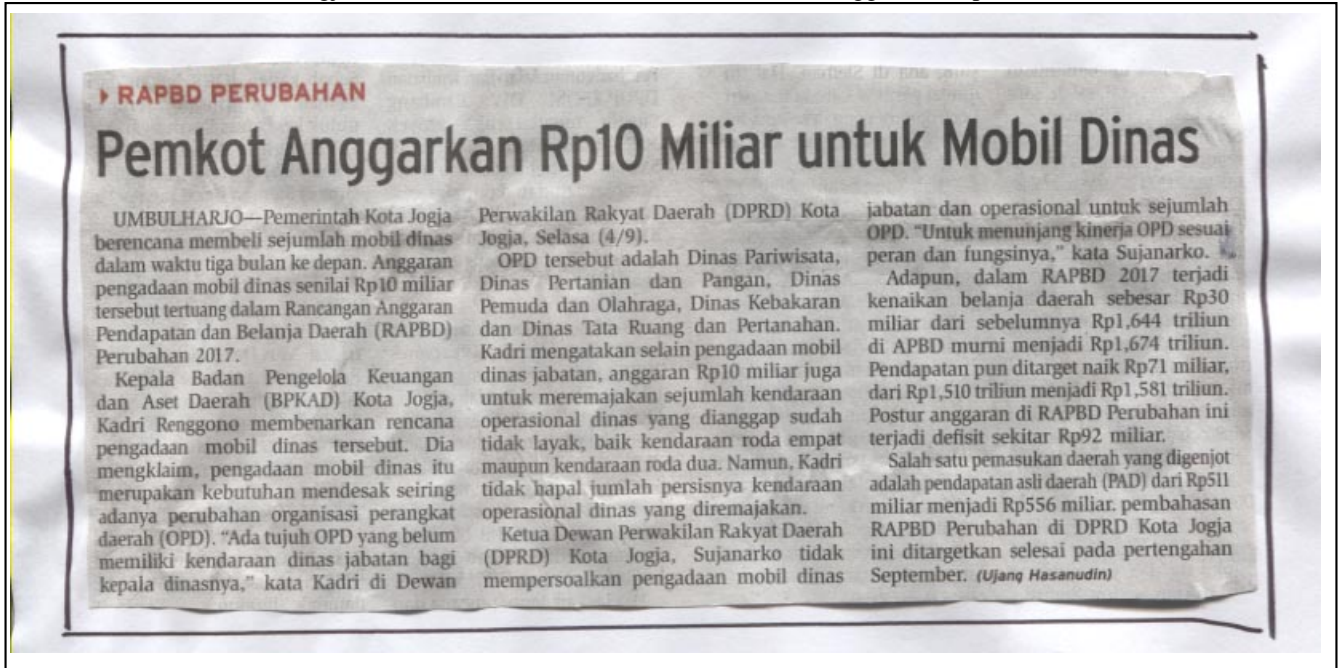 RAPBD PERUBAHAN
Pemkot Anggarkan Rp10 Miliar untuk Mobil Dinas
UMBULHARJO—Pemerintah Kota Jogja
berencana membeli sejumlah mobil dinas
dalam waktu tiga bulan ke depan. Anggaran
pengadaan mobil dinas senilai Rp10 miliar
tersebut tertuang dalam Rancangan Anggaran
Pendapatan dan Belanja Daerah (RAPBD)
Perubahan 2017.
Kepala Badan Pengelola Keuangan
dan Aset Daerah (BPKAD) Kota Jogja,
Kadri Renggono membenarkan rencana
pengadaan mobil dinas tersebut. Dia
mengklaim, pengadaan mobil dinas itu
merupakan kebutuhan mendesak seiring
adanya perubahan organisasi perangkat
daerah (OPD). “Ada tujuh OPD yang belum
memiliki kendaraan dinas jabatan bagi
kepala dinasnya,” kata Kadri di Dewan
Perwakilan Rakyat Daerah (DPRD) Kota
Jogja, Selasa (4/9).
OPD tersebut adalah Dinas Pariwisata,
Dinas Pertanian dan Pangan, Dinas
Pemuda dan Olahraga, Dinas Kebakaran
dan Dinas Tata Ruang dan Pertanahan.
Kadri mengatakan selain pengadaan mobil
dinas jabatan, anggaran Rp10 miliar juga
untuk meremajakan sejumlah kendaraan
operasional dinas yang dianggap sudah
tidak layak, baik kendaraan roda empat
maupun kendaraan roda dua. Namun, Kadri
tidak hapal jumlah persisnya kendaraan
operasional dinas yang diremajakan.
Ketua Dewan Perwakilan Rakyat Daerah
(DPRD) Kota Jogja, Sujanarko tidak
mempersoalkan pengadaan mobil dinas
jabatan dan operasional untuk sejumlah
OPD. “Untuk menunjang kinerja OPD sesuai
peran dan fungsinya,” kata Sujanarko.
Adapun, dalam RAPBD 2017 terjadi
kenaikan belanja daerah sebesar Rp30
miliar dari sebelumnya Rp1,644 triliun
di APBD murni menjadi Rp1,674 triliun.
Pendapatan pun ditarget naik Rp71 miliar,
dari Rp1,510 triliun menjadi Rp1,581 triliun.
Postur anggaran di RAPBD Perubahan ini
terjadi defisit sekitar Rp92 miliar.
Salah satu pemasukan daerah yang digenjot
adalah pendapatan asli daerah (PAD) dari Rp511
miliar menjadi Rp556 miliar. pembahasan
RAPBD Perubahan di DPRD Kota Jogja
ini ditargetkan selesai pada pertengahan
September. (Ujang Hasanudin)